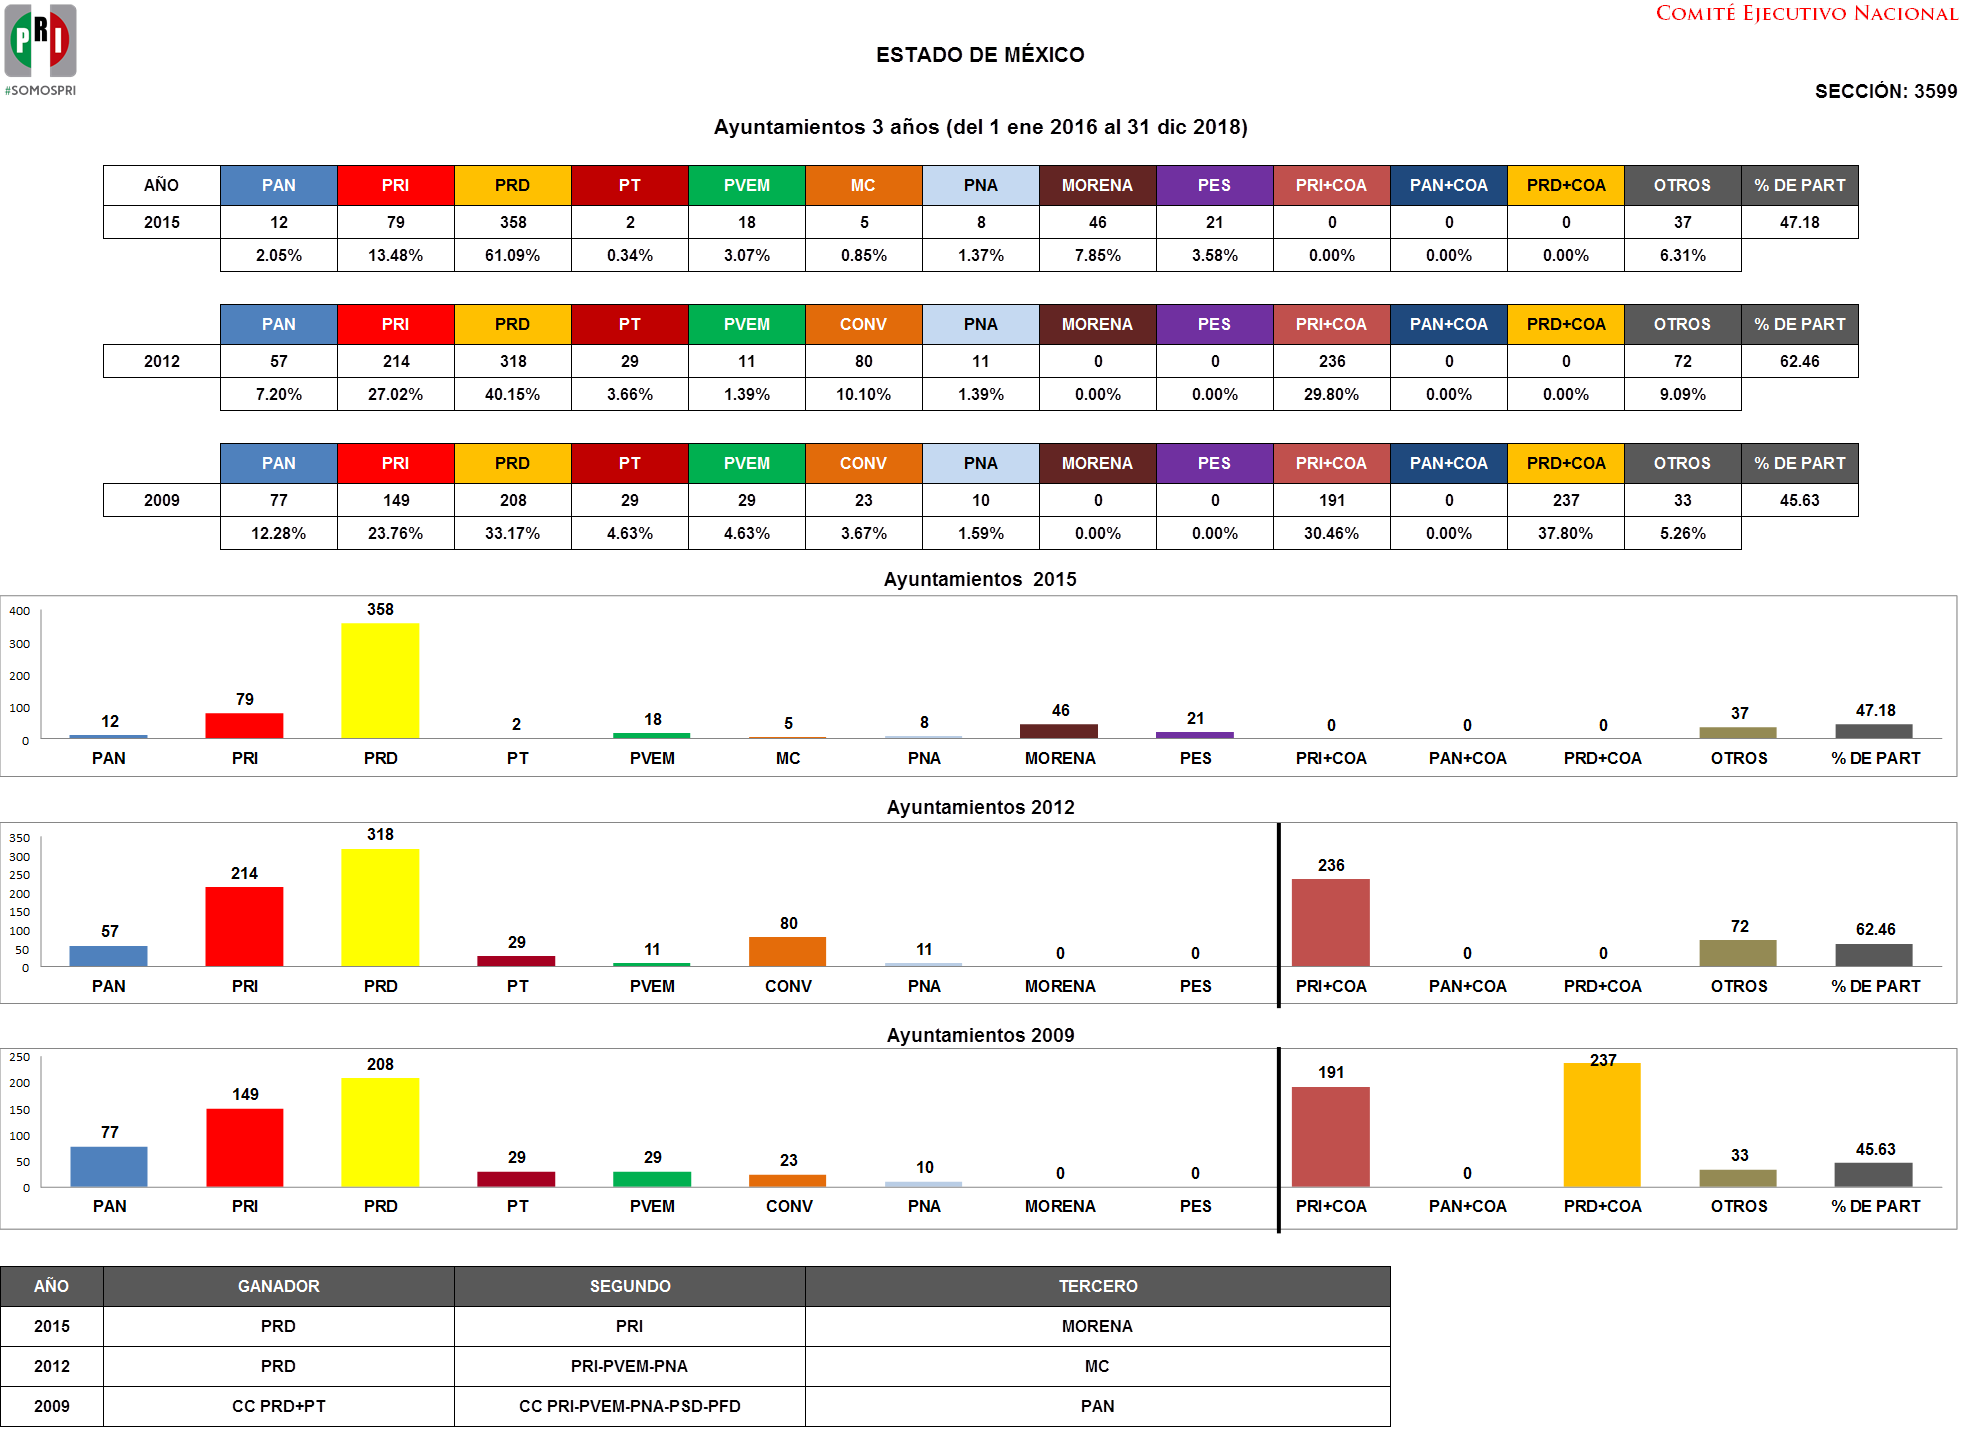 PRI
#SOMOSPRI
COMITÉ EJECUTIVO NACIONAL
ESTADO DE MÉXICO
SECCIÓN: 3599
Ayuntamientos 3 años (del 1 ene 2016 al 31 dic 2018)
AÑO PAN PRI PRD PT PVEM MC PNA MORENA PES PRI+COA PAN+COA PRD+COA OTROS % DE PART
2015 12 79 358 2 18 5 8 46 21 0 0 0 37 47.18
2.05% 13.48% 61.09% 0.34% 3.07% 0.85% 1.37% 7.85% 3.58% 0.00% 0.00% 0.00% 6.31%
PAN PRI PRD PT PVEM CONV PNA MORENA PES PRI+COA PAN+COA PRD+COA OTROS % DE PART
2012 57 214 318 29 11 80 11 0 0 236 0 0 72 62.46
7.20% 27.02% 40.15% 3.66% 1.39% 10.10% 1.39% 0.00% 0.00% 29.80% 0.00% 0.00% 9.09%
PAN PRI PRD PT PVEM CONV PNA MORENA PES PRI+COA PAN+COA PRD+COA OTROS % DE PART
2009 77 149 208 29 29 23 10 0 0 191 0 237 33 45.63
12.28% 23.76% 33.17% 4.63% 4.63% 3.67% 1.59% 0.00% 0.00% 30.46% 0.00% 37.80% 5.26%
Ayuntamientos 2015
400
300
200
100
0
12 79 358 2 18 5 8 46 21 0 0 0 37 47.18
PAN PRI PRD PT PVEM MC PNA MORENA PES PRI+COA PAN+COA PRD+COA OTROS % DE PART
Ayuntamientos 2012
350
300
250
200
150
100
50
0
57 214 318 29 11 80 11 0 0 236 0 0 72 62.46
PAN PRI PRD PT PVEM CONV PNA MORENA PES PRI+COA PAN+COA PRD+COA OTROS % DE PART
Ayuntamientos 2009
250
200
150
100
50
0
77 149 208 29 29 23 10 0 0 191 0 237 33 45.63
PAN PRI PRD PT PVEM CONV PNA MORENA PES PRI+COA PAN+COA PRD+COA OTROS % DE PART
AÑO GANADOR SEGUNDO TERCERO
2015 PRD PRI MORENA
2012 PRD PRI-PVEM-PNA MC
2009 CC PRD+PT CC PRI-PVEM-PNA-PSD-PFD PAN